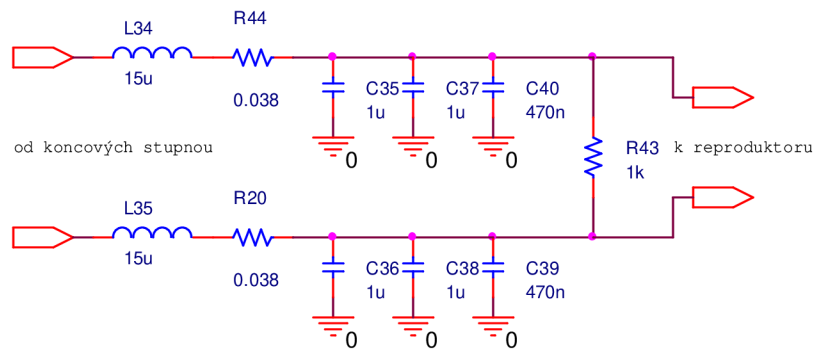 L34
R44
15u
0.038
C35
1u
C37
1u
C40
470n
0
0
0
od koncových stupnou
R43
1k
k reproduktoru
L35
R20
15u
0.038
C36
1u
C38
1u
C39
470n
0
0
0